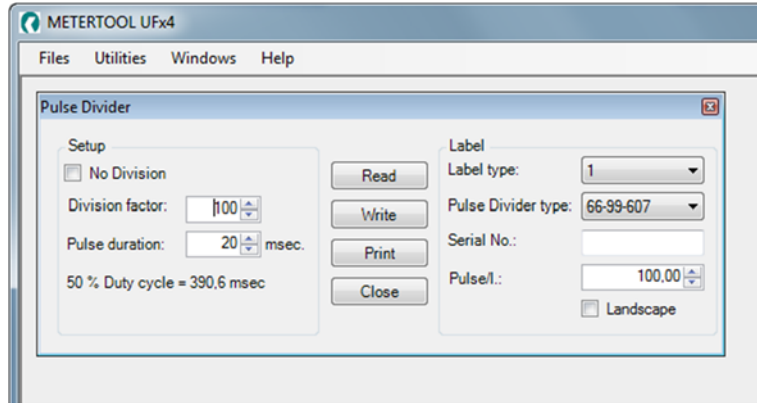 METERTOOL UFx4
Files Utilities Windows Help
Pulse Divider
Setup
No Division
Division factor: 100
Pulse duration: 20 msec.
50 % Duty cycle = 390,6 msec
Read
Write
Print
Close
Label
Label type: 1
Pulse Divider type: 66-99-607
Serial No.:
Pulse/l.: 100,00
Landscape